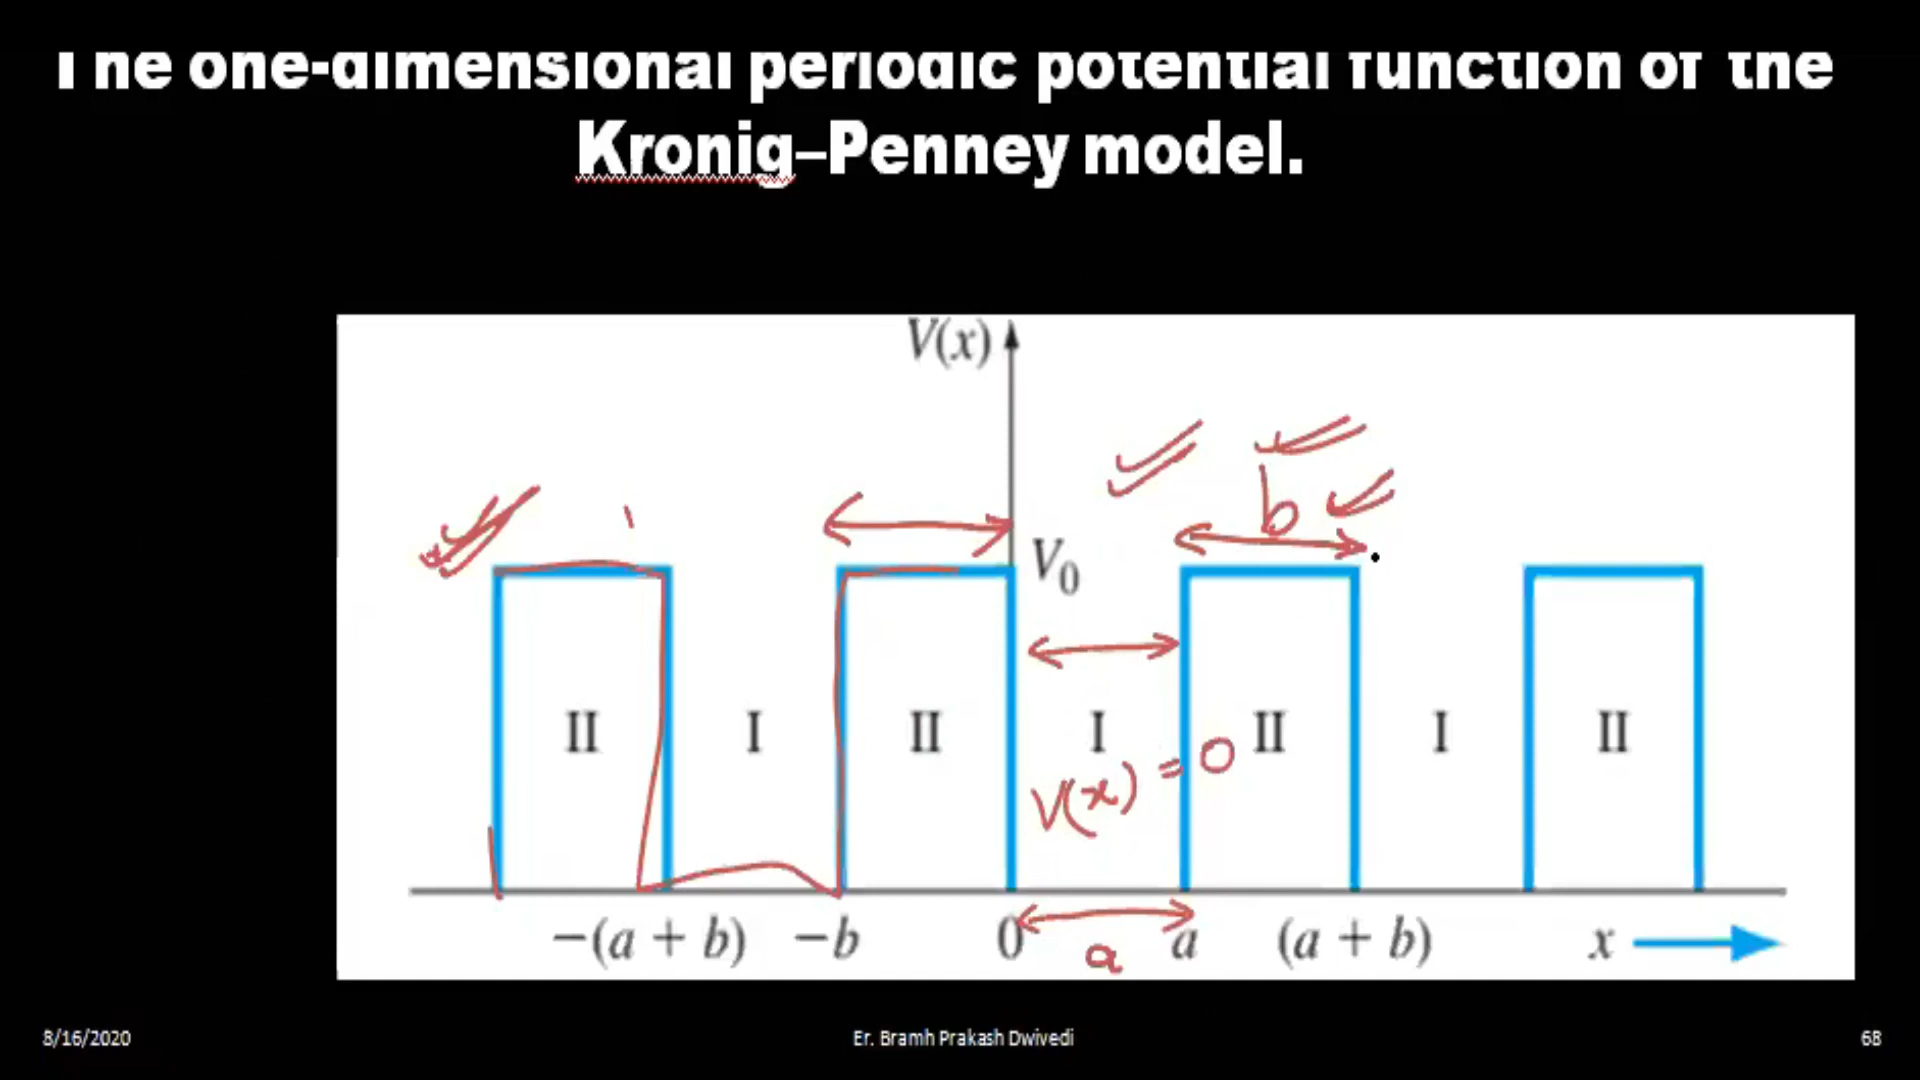 The one-dimensional periodic potential function of the
Kronig–Penney model.
V(x)
b
V₀
II I II I II I II
V(x) = 0
−(a + b) −b 0 a (a + b) x
a
8/16/2020 Er. Bramh Prakash Dwivedi 68